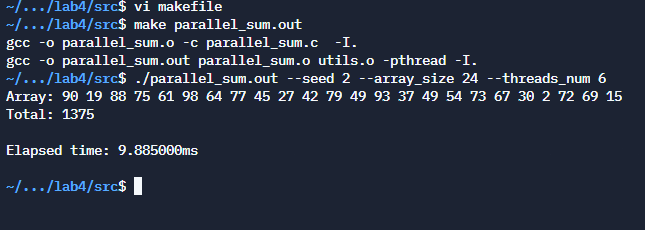 ~/.../lab4/src$ vi makefile
~/.../lab4/src$ make parallel_sum.out
gcc -o parallel_sum.o -c parallel_sum.c  -I.
gcc -o parallel_sum.out parallel_sum.o utils.o -pthread -I.
~/.../lab4/src$ ./parallel_sum.out --seed 2 --array_size 24 --threads_num 6
Array: 90 19 88 75 61 98 64 77 45 27 42 79 49 93 37 49 54 73 67 30 2 72 69 15
Total: 1375
Elapsed time: 9.885000ms
~/.../lab4/src$